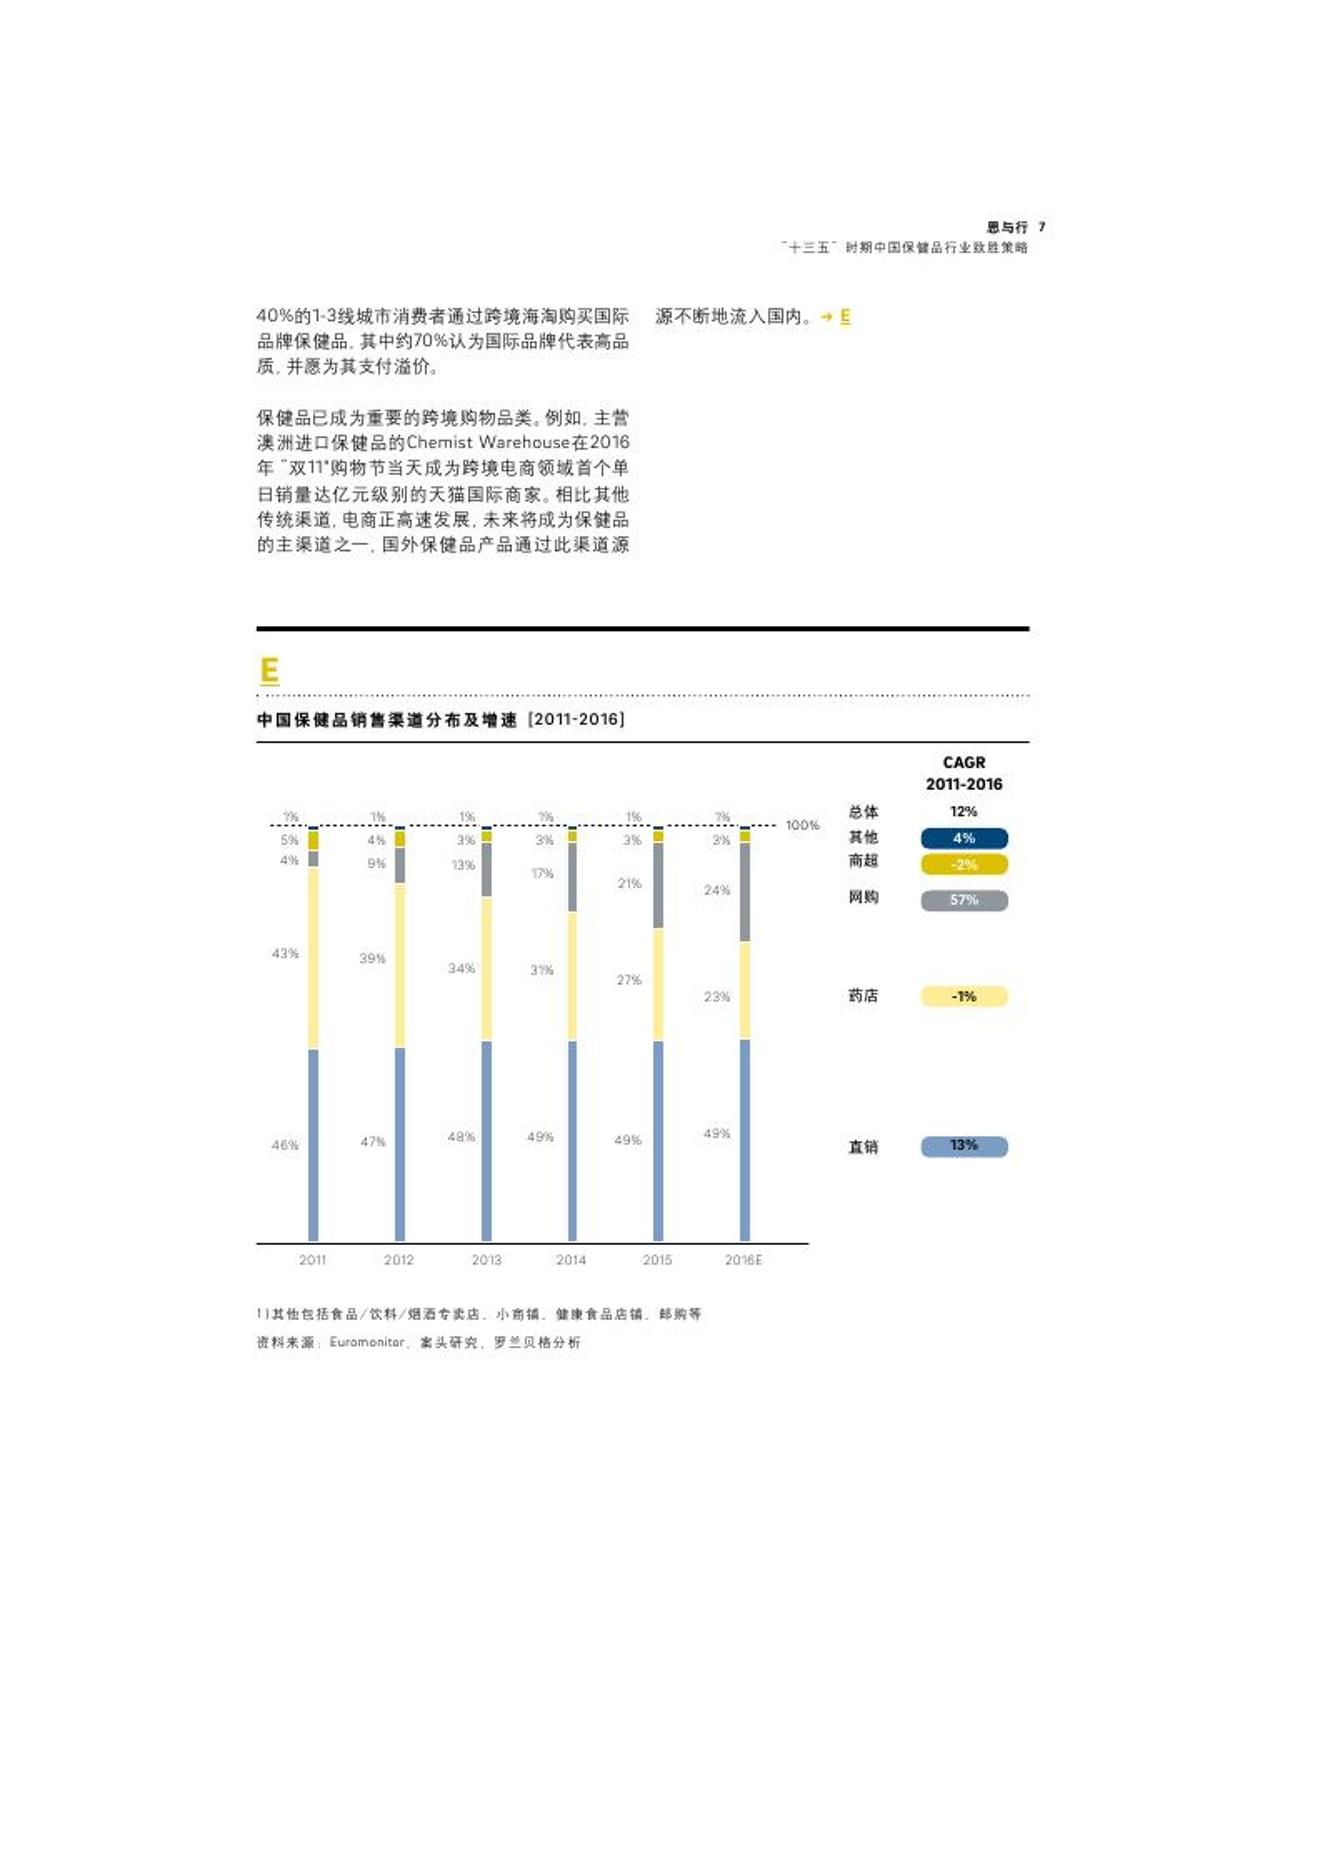 思与行 7
“十三五” 时期中国保健品行业致胜策略
40%的1-3线城市消费者通过跨境海淘购买国际
品牌保健品, 其中约70%认为国际品牌代表高品
质, 并愿为其支付溢价。
保健品已成为重要的跨境购物品类。例如, 主营
澳洲进口保健品的Chemist Warehouse在2016
年 “双11”购物节当天成为跨境电商领域首个单
日销量达亿元级别的天猫国际商家。相比其他
传统渠道, 电商正高速发展, 未来将成为保健品
的主渠道之一, 国外保健品产品通过此渠道源
源不断地流入国内。→ E
E
中国保健品销售渠道分布及增速 [2011-2016]
CAGR
2011-2016
总体 12%
1% 1% 1% 1% 1% 1%
100%
其他 4%
5% 4% 3% 3% 3% 3%
商超 -2%
4% 9% 13% 17% 21% 24%
网购 57%
43% 39% 34% 31% 27% 23%
药店 -1%
46% 47% 48% 49% 49% 49%
直销 13%
2011 2012 2013 2014 2015 2016E
1)其他包括食品/饮料/烟酒专卖店、小商铺、健康食品店铺、邮购等
资料来源: Euromonitor, 案头研究, 罗兰贝格分析